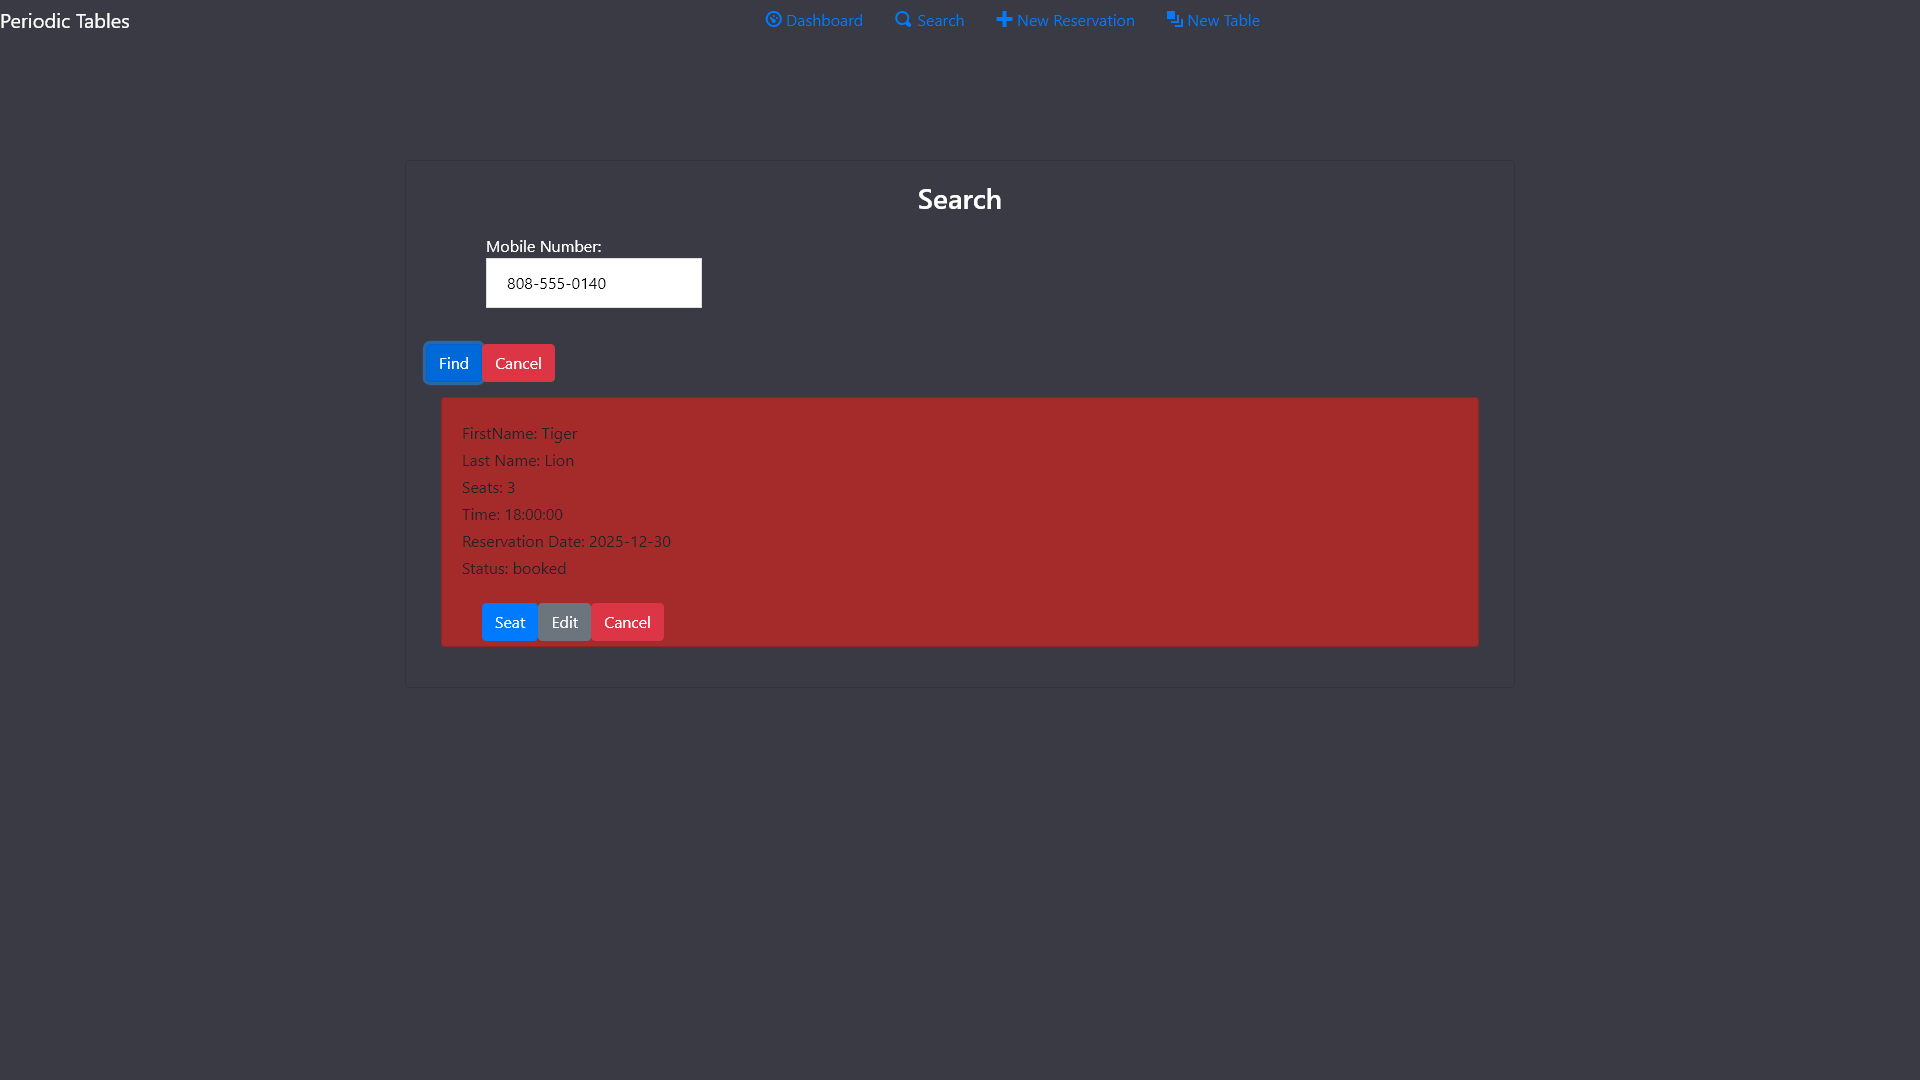 Periodic Tables
Dashboard
Search
New Reservation
New Table
Search
Mobile Number:
808-555-0140
Find
Cancel
FirstName: Tiger
Last Name: Lion
Seats: 3
Time: 18:00:00
Reservation Date: 2025-12-30
Status: booked
Seat
Edit
Cancel